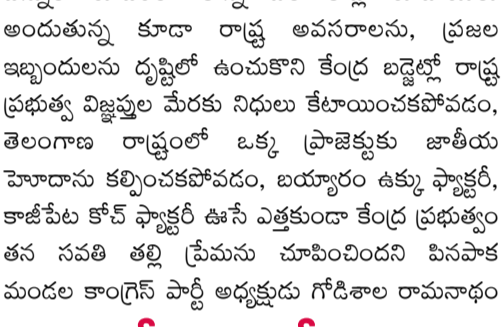 అందుతున్న కూడా రాష్ట్ర అవసరాలను, ప్రజల
ఇబ్బందులను దృష్టిలో ఉంచుకొని కేంద్ర బడ్జెట్లో రాష్ట్ర
ప్రభుత్వ విజ్ఞప్తుల మేరకు నిధులు కేటాయించకపోవడం,
తెలంగాణ రాష్ట్రంలో ఒక్క ప్రాజెక్టుకు జాతీయ
హెూదాను కల్పించకపోవడం, బయ్యారం ఉక్కు ఫ్యాక్టరీ,
కాజీపేట కోచ్ ఫ్యాక్టరీ ఊసే ఎత్తకుండా కేంద్ర ప్రభుత్వం
తన సవతి తల్లి ప్రేమను చూపించిందని పినపాక
మండల కాంగ్రెస్ పార్టీ అధ్యక్షుడు గోడిశాల రామనాథం